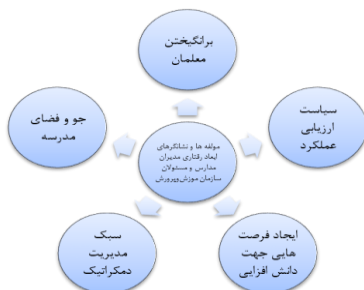 برانگیختن
معلمان
جو و فضای
مدرسه
سیاست
ارزیابی
عملکرد
مولفه ها و نشانگرهای
ابعاد رفتاری مدیران
مدارس و مسئولان
سازمان موزش‌وپرورش
سبک
مدیریت
دمکراتیک
ایجاد فرصت
هایی جهت
دانش افزایی